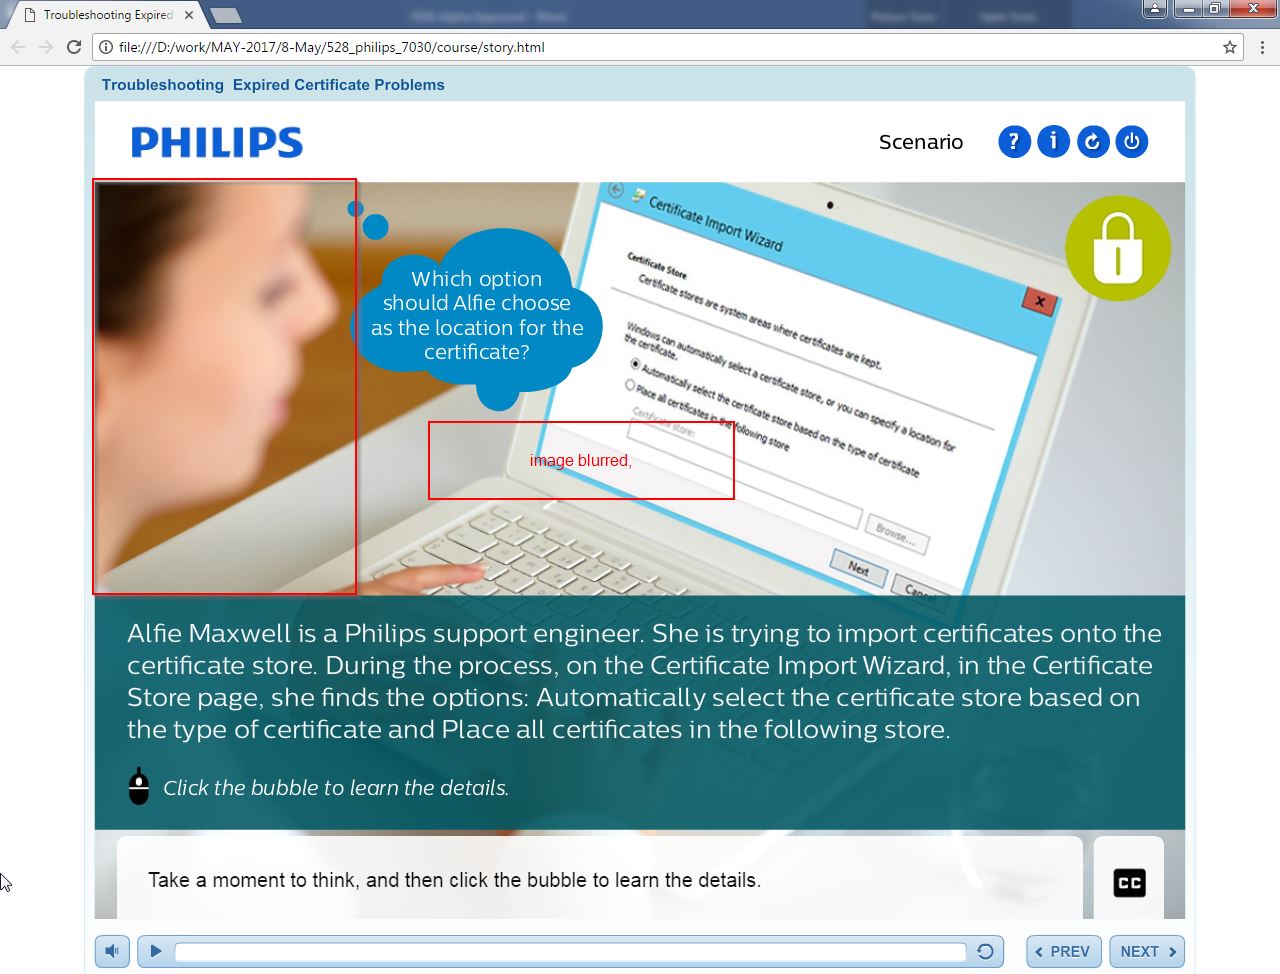 Troubleshooting Expired
file:///D:/work/MAY-2017/8-May/528_philips_7030/course/story.html
Troubleshooting  Expired Certificate Problems
PHILIPS
Scenario
?
i
Which option
should Alfie choose
as the location for the
certificate?
Certificate Import Wizard
x
Certificate Store
Certificate stores are system areas where certificates are kept.
Windows can automatically select a certificate store, or you can specify a location for
the certificate.
Automatically select the certificate store based on the type of certificate
Place all certificates in the following store
Certificate store:
Browse...
Next
Cancel
image blurred,
Alfie Maxwell is a Philips support engineer. She is trying to import certificates onto the
certificate store. During the process, on the Certificate Import Wizard, in the Certificate
Store page, she finds the options: Automatically select the certificate store based on
the type of certificate and Place all certificates in the following store.
Click the bubble to learn the details.
Take a moment to think, and then click the bubble to learn the details.
CC
PREV
NEXT